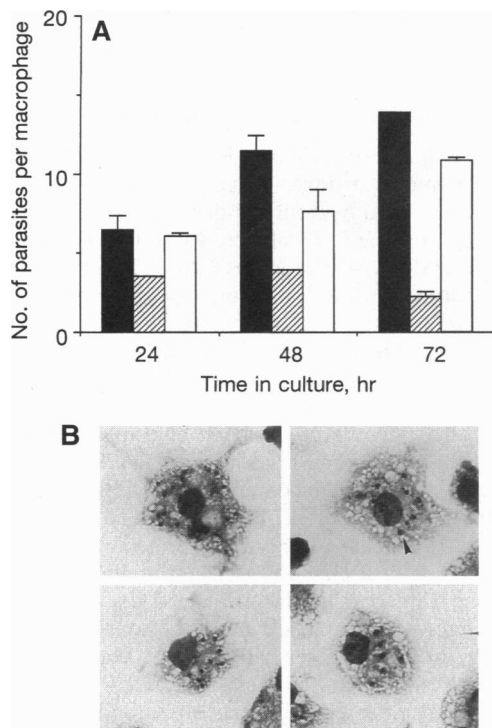 20
A
No. of parasites per macrophage
10
0
24 48 72
Time in culture, hr
B